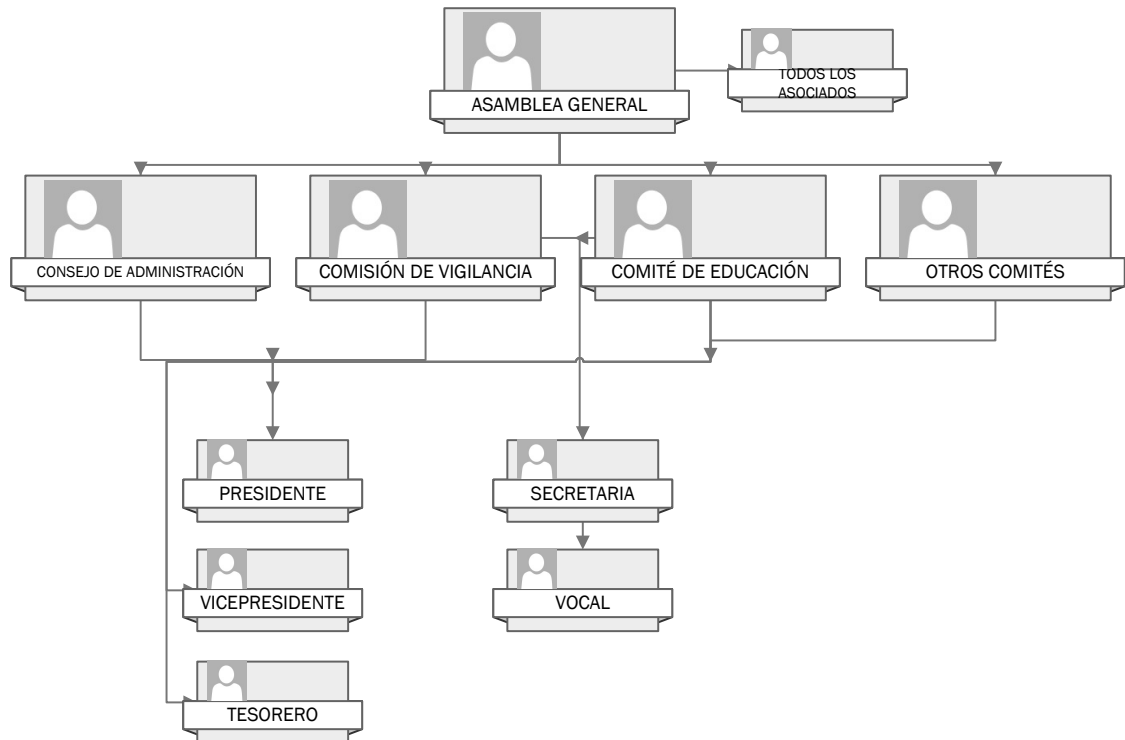 ASAMBLEA GENERAL
TODOS LOS
ASOCIADOS
CONSEJO DE ADMINISTRACIÓN
COMISIÓN DE VIGILANCIA
COMITÉ DE EDUCACIÓN
OTROS COMITÉS
PRESIDENTE
SECRETARIA
VICEPRESIDENTE
VOCAL
TESORERO